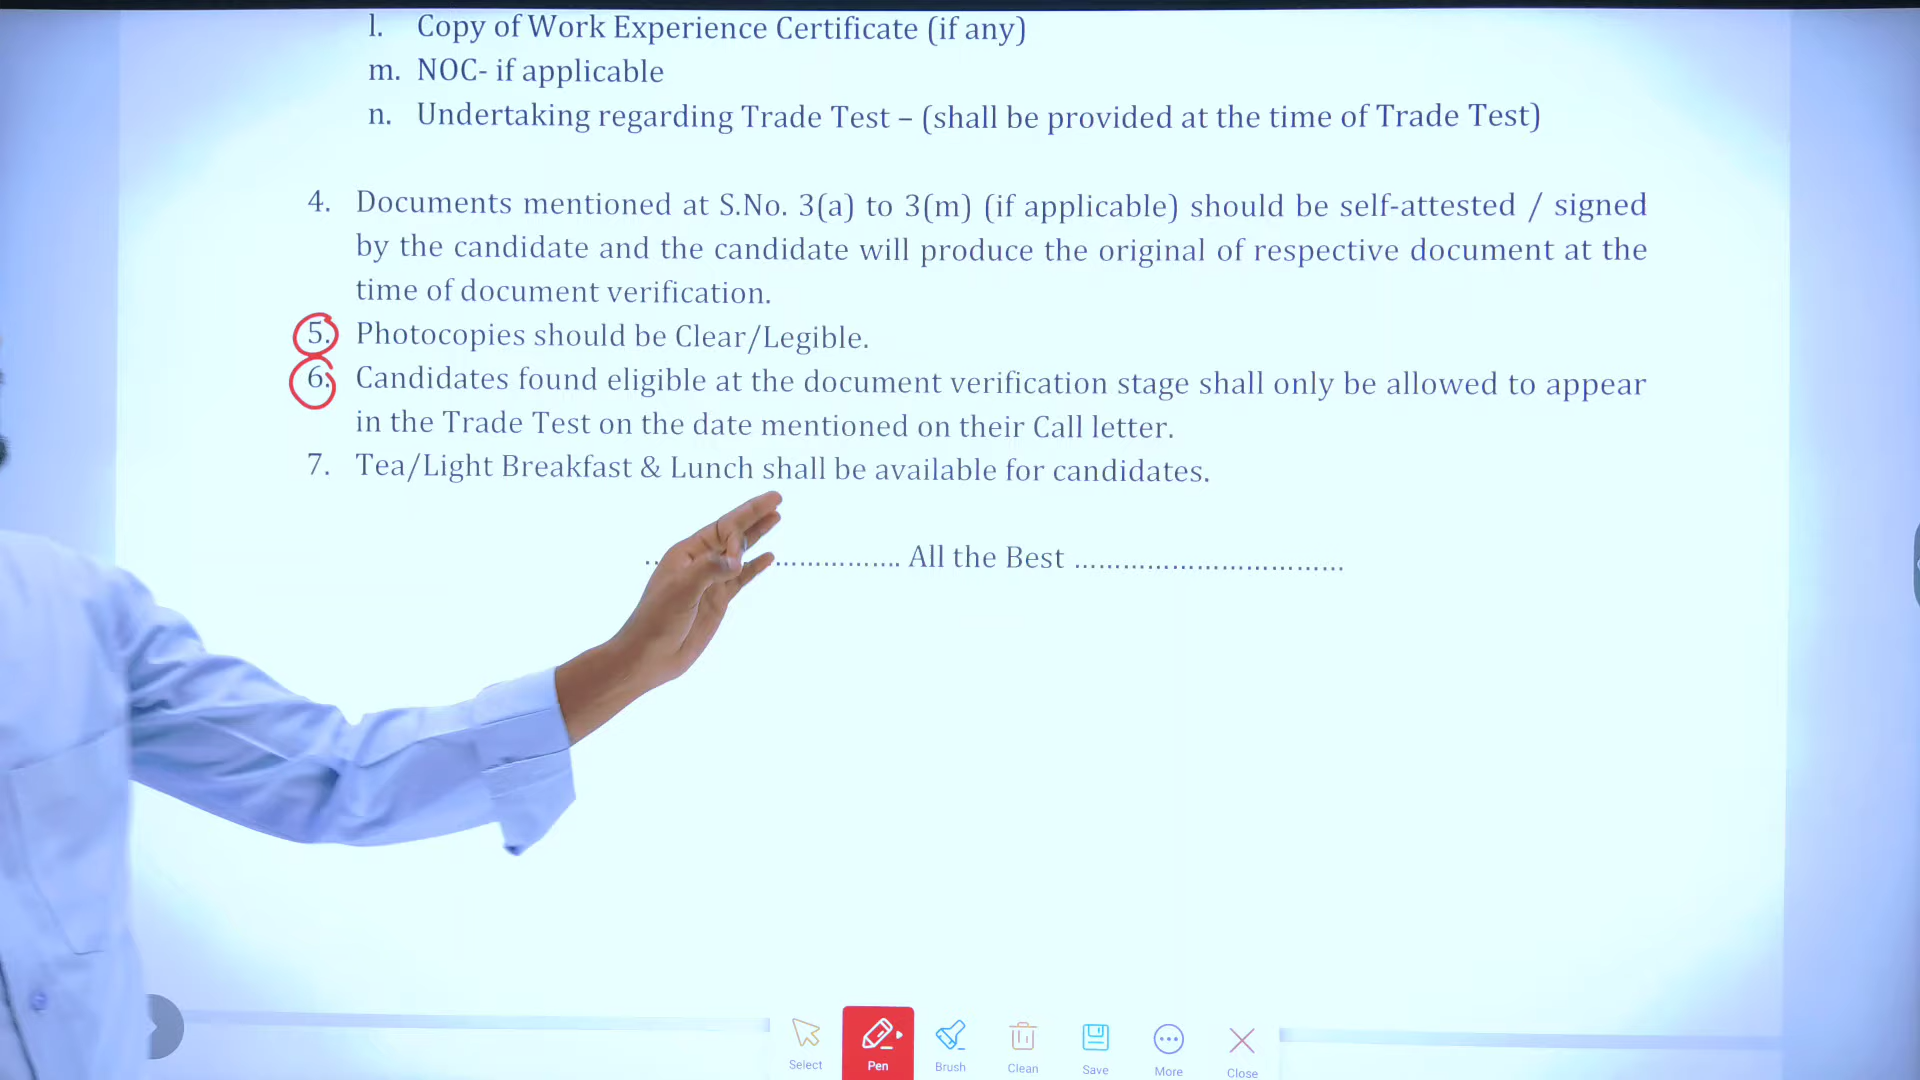 l. Copy of Work Experience Certificate (if any)
m. NOC- if applicable
n. Undertaking regarding Trade Test – (shall be provided at the time of Trade Test)
4. Documents mentioned at S.No. 3(a) to 3(m) (if applicable) should be self-attested / signed
by the candidate and the candidate will produce the original of respective document at the
time of document verification.
5. Photocopies should be Clear/Legible.
6. Candidates found eligible at the document verification stage shall only be allowed to appear
in the Trade Test on the date mentioned on their Call letter.
7. Tea/Light Breakfast & Lunch shall be available for candidates.
.................................. All the Best ..................................
Select Pen Brush Clean Save More Close